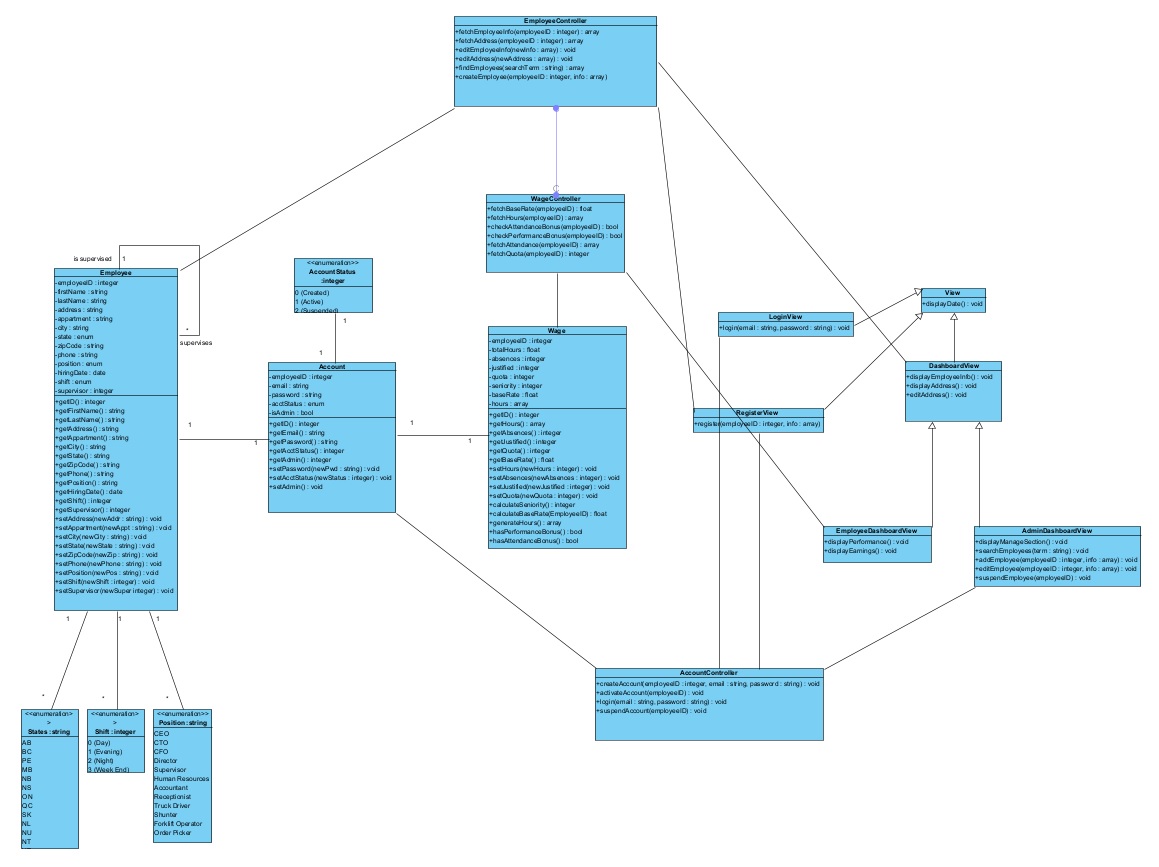 EmployeeController
+fetchEmployeeInfo(employeeID : integer) : array
+fetchAddress(employeeID : integer) : array
+editEmployeeInfo(newInfo : array) : void
+editAddress(newAddress : array) : void
+findEmployees(searchTerm : string) : array
+createEmployee(employeeID : integer, info : array)
WageController
+fetchBaseRate(employeeID) : float
+fetchHours(employeeID) : array
+checkAttendanceBonus(employeeID) : bool
+checkPerformanceBonus(employeeID) : bool
+fetchAttendance(employeeID) : array
+fetchQuota(employeeID) : integer
is supervised
1
*
supervises
Employee
-employeeID : integer
-firstName : string
-lastName : string
-address : string
-appartment : string
-city : string
-state : enum
-zipCode : string
-phone : string
-position : enum
-hiringDate : date
-shift : enum
-supervisor : integer
+getID() : integer
+getFirstName() : string
+getLastName() : string
+getAddress() : string
+getAppartment() : string
+getCity() : string
+getState() : string
+getZipCode() : string
+getPhone() : string
+getPosition() : string
+getHiringDate() : date
+getShift() : integer
+getSupervisor() : integer
+setAddress(newAddr : string) : void
+setAppartment(newAppt : string) : void
+setCity(newCity : string) : void
+setState(newState : string) : void
+setZipCode(newZip : string) : void
+setPhone(newPhone : string) : void
+setPosition(newPos : string) : void
+setShift(newShift : integer) : void
+setSupervisor(newSuper integer) : void
<<enumeration>>
AccountStatus
:integer
0 (Created)
1 (Active)
2 (Suspended)
1
1
Account
-employeeID : integer
-email : string
-password : string
-acctStatus : enum
-isAdmin : bool
+getID() : integer
+getEmail() : string
+getPassword() : string
+getAcctStatus() : integer
+getAdmin() : integer
+setPassword(newPwd : string) : void
+setAcctStatus(newStatus : integer) : void
+setAdmin() : void
1
1
1
1
Wage
-employeeID : integer
-totalHours : float
-absences : integer
-justified : integer
-quota : integer
-seniority : integer
-baseRate : float
-hours : array
+getID() : integer
+getHours() : array
+getAbsences() : integer
+getJustified() : integer
+getQuota() : integer
+getBaseRate() : float
+setHours(newHours : integer) : void
+setAbsences(newAbsences : integer) : void
+setJustified(newJustified : integer) : void
+setQuota(newQuota : integer) : void
+calculateSeniority() : integer
+calculateBaseRate(EmployeeID) : float
+generateHours() : array
+hasPerformanceBonus() : bool
+hasAttendanceBonus() : bool
View
+displayDate() : void
LoginView
+login(email : string, password : string) : void
DashboardView
+displayEmployeeInfo() : void
+displayAddress() : void
+editAddress() : void
RegisterView
+register(employeeID : integer, info : array)
EmployeeDashboardView
+displayPerformance() : void
+displayEarnings() : void
AdminDashboardView
+displayManageSection() : void
+searchEmployees(term : string) : void
+addEmployee(employeeID : integer, info : array) : void
+editEmployee(employeeID : integer, info : array) : void
+suspendEmployee(employeeID) : void
AccountController
+createAccount(employeeID : integer, email : string, password : string) : void
+activateAccount(employeeID) : void
+login(email : string, password : string) : void
+suspendAccount(employeeID) : void
1
1
1
*
*
*
<<enumeration>
>
States : string
AB
BC
PE
MB
NB
NS
ON
QC
SK
NL
NU
NT
<<enumeration>
>
Shift : integer
0 (Day)
1 (Evening)
2 (Night)
3 (Week End)
<<enumeration>>
Position : string
CEO
CTO
CFO
Director
Supervisor
Human Resources
Accountant
Receptionist
Truck Driver
Shunter
Forklift Operator
Order Picker